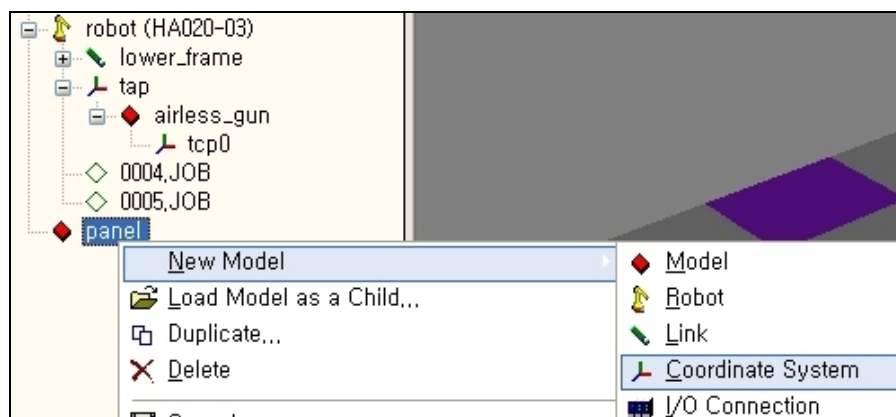 robot (HA020-03)
lower_frame
tap
airless_gun
tcp0
0004.JOB
0005.JOB
panel
New Model
Load Model as a Child...
Duplicate...
Delete
Model
Robot
Link
Coordinate System
I/O Connection